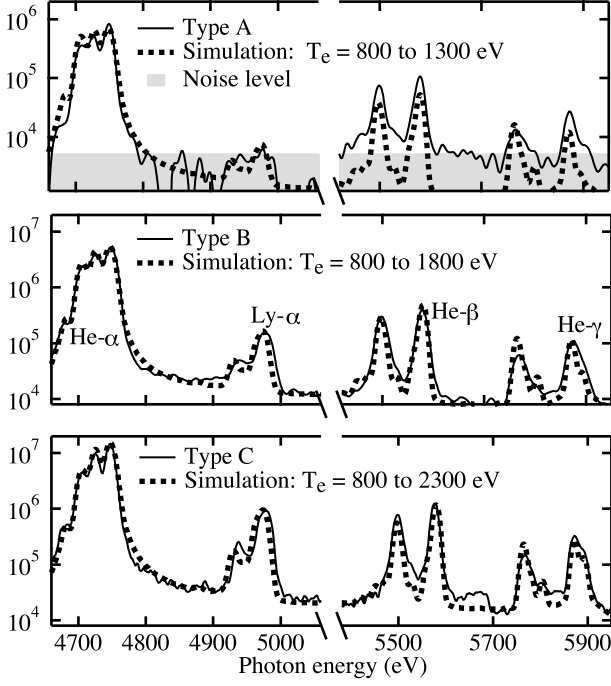 10^6
10^5
10^4
Type A
Simulation: T_e = 800 to 1300 eV
Noise level
10^7
10^6
10^5
10^4
Type B
Simulation: T_e = 800 to 1800 eV
He-α
Ly-α
He-β
He-γ
10^7
10^6
10^5
10^4
Type C
Simulation: T_e = 800 to 2300 eV
4700 4800 4900 5000 5500 5700 5900
Photon energy (eV)